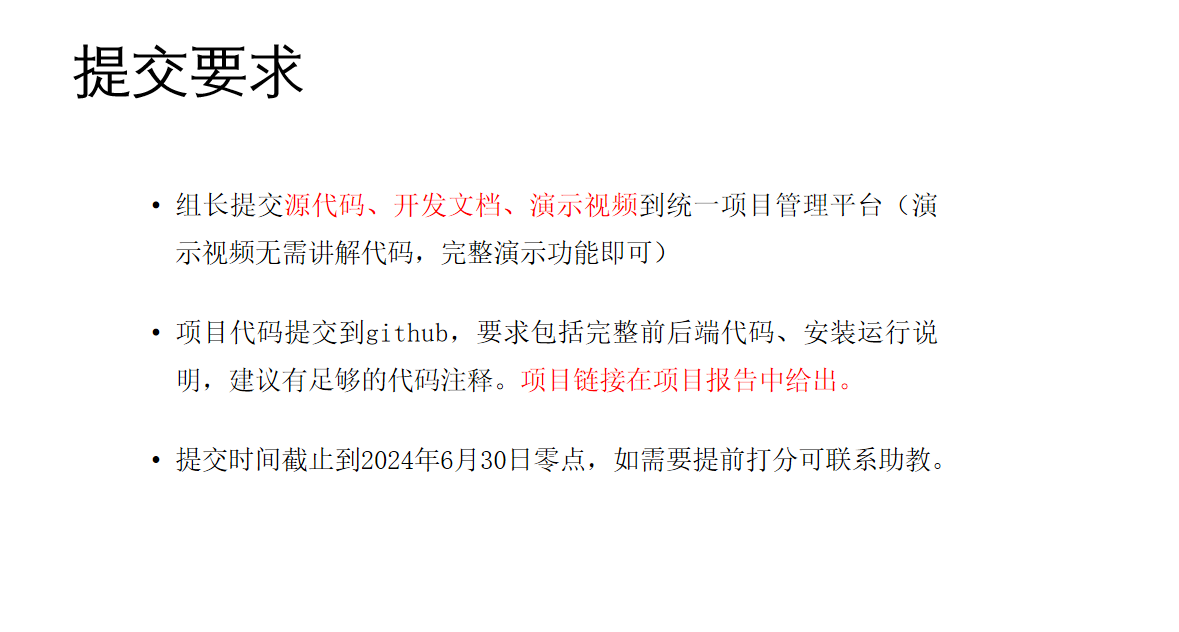 提交要求
• 组长提交源代码、开发文档、演示视频到统一项目管理平台（演
示视频无需讲解代码，完整演示功能即可）
• 项目代码提交到github，要求包括完整前后端代码、安装运行说
明，建议有足够的代码注释。项目链接在项目报告中给出。
• 提交时间截止到2024年6月30日零点，如需要提前打分可联系助教。